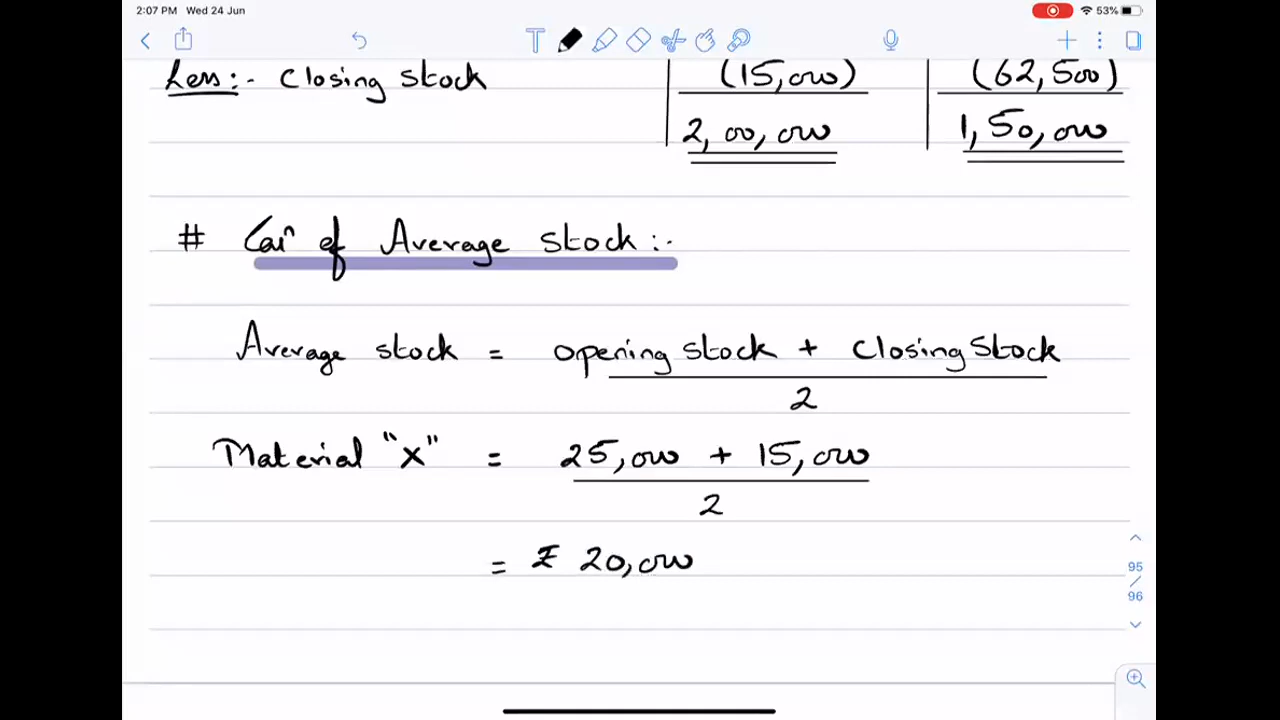 2:07 PM Wed 24 Jun 53%
Less:- Closing stock (15,000) (62,500)
2,00,000 1,50,000
# Caln of Average stock :-
Average stock = opening stock + closing stock
2
Material "X" = 25,000 + 15,000
2
= ₹ 20,000
95
/
96